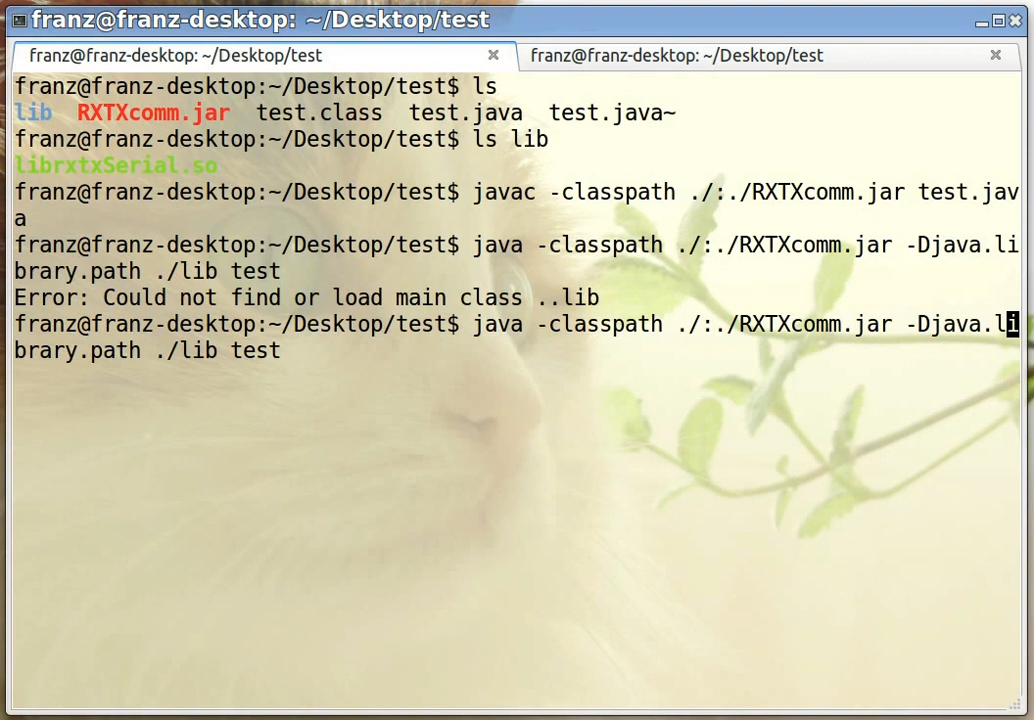 franz@franz-desktop: ~/Desktop/test
franz@franz-desktop: ~/Desktop/test franz@franz-desktop: ~/Desktop/test
franz@franz-desktop:~/Desktop/test$ ls
lib RXTXcomm.jar test.class test.java test.java~
franz@franz-desktop:~/Desktop/test$ ls lib
librxtxSerial.so
franz@franz-desktop:~/Desktop/test$ javac -classpath ./:./RXTXcomm.jar test.jav
a
franz@franz-desktop:~/Desktop/test$ java -classpath ./:./RXTXcomm.jar -Djava.li
brary.path ./lib test
Error: Could not find or load main class ..lib
franz@franz-desktop:~/Desktop/test$ java -classpath ./:./RXTXcomm.jar -Djava.li
brary.path ./lib test